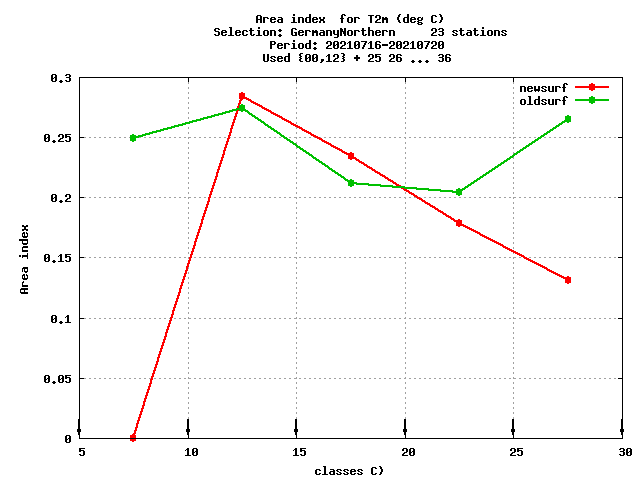 Area index  for T2m (deg C)
Selection: GermanyNorthern     23 stations
Period: 20210716-20210720
Used {00,12} + 25 26 ... 36
newsurf
oldsurf
0.3
0.25
0.2
0.15
0.1
0.05
0
Area index
5 10 15 20 25 30
classes C)